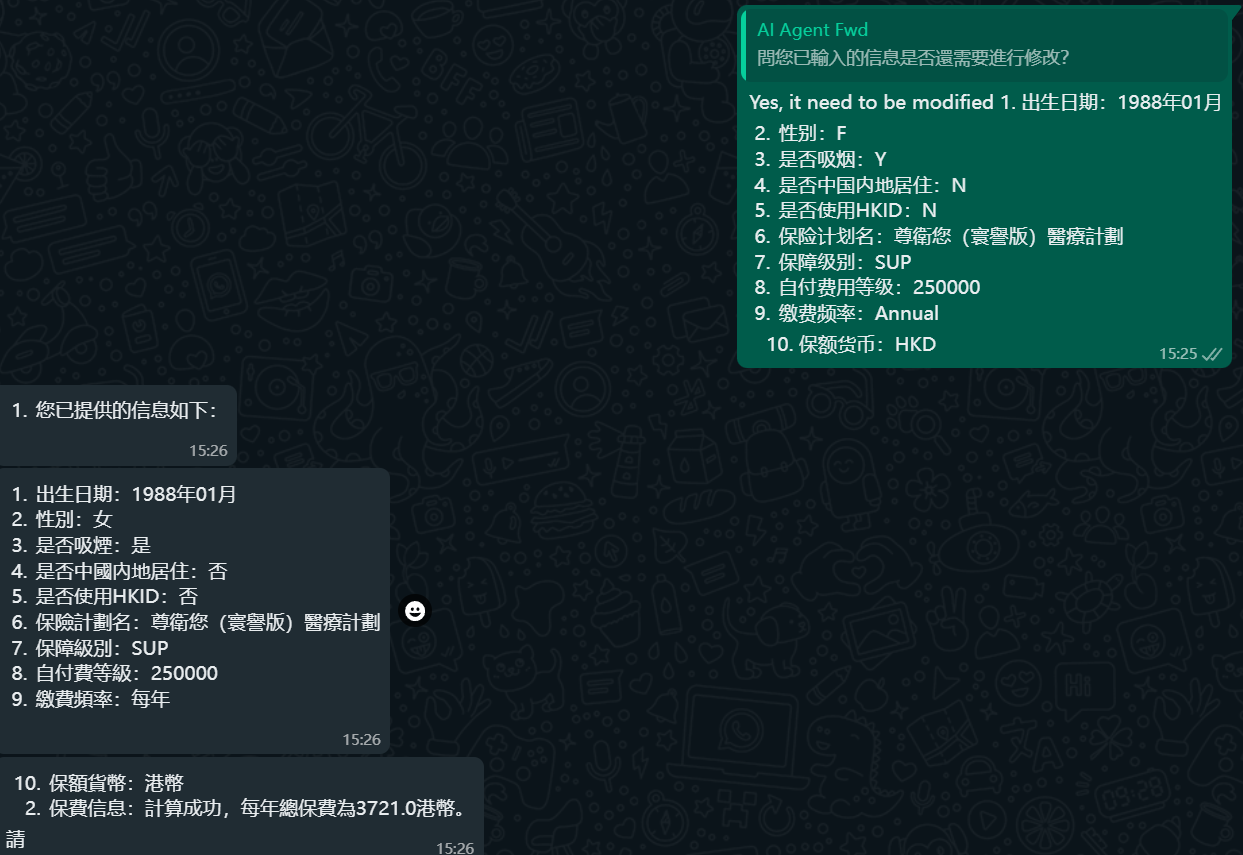 AI Agent Fwd
問您已輸入的信息是否還需要進行修改?
Yes, it need to be modified 1. 出生日期：1988年01月
2. 性别：F
3. 是否吸烟：Y
4. 是否中国内地居住：N
5. 是否使用HKID：N
6. 保险计划名：尊衛您（寰譽版）醫療計劃
7. 保障级别：SUP
8. 自付费用等级：250000
9. 缴费频率：Annual
10. 保额货币：HKD
15:25
1. 您已提供的信息如下：
15:26
1. 出生日期：1988年01月
2. 性別：女
3. 是否吸煙：是
4. 是否中國內地居住：否
5. 是否使用HKID：否
6. 保險計劃名：尊衛您（寰譽版）醫療計劃
7. 保障級別：SUP
8. 自付費等級：250000
9. 繳費頻率：每年
15:26
10. 保額貨幣：港幣
2. 保費信息：計算成功，每年總保費為3721.0港幣。
請
15:26